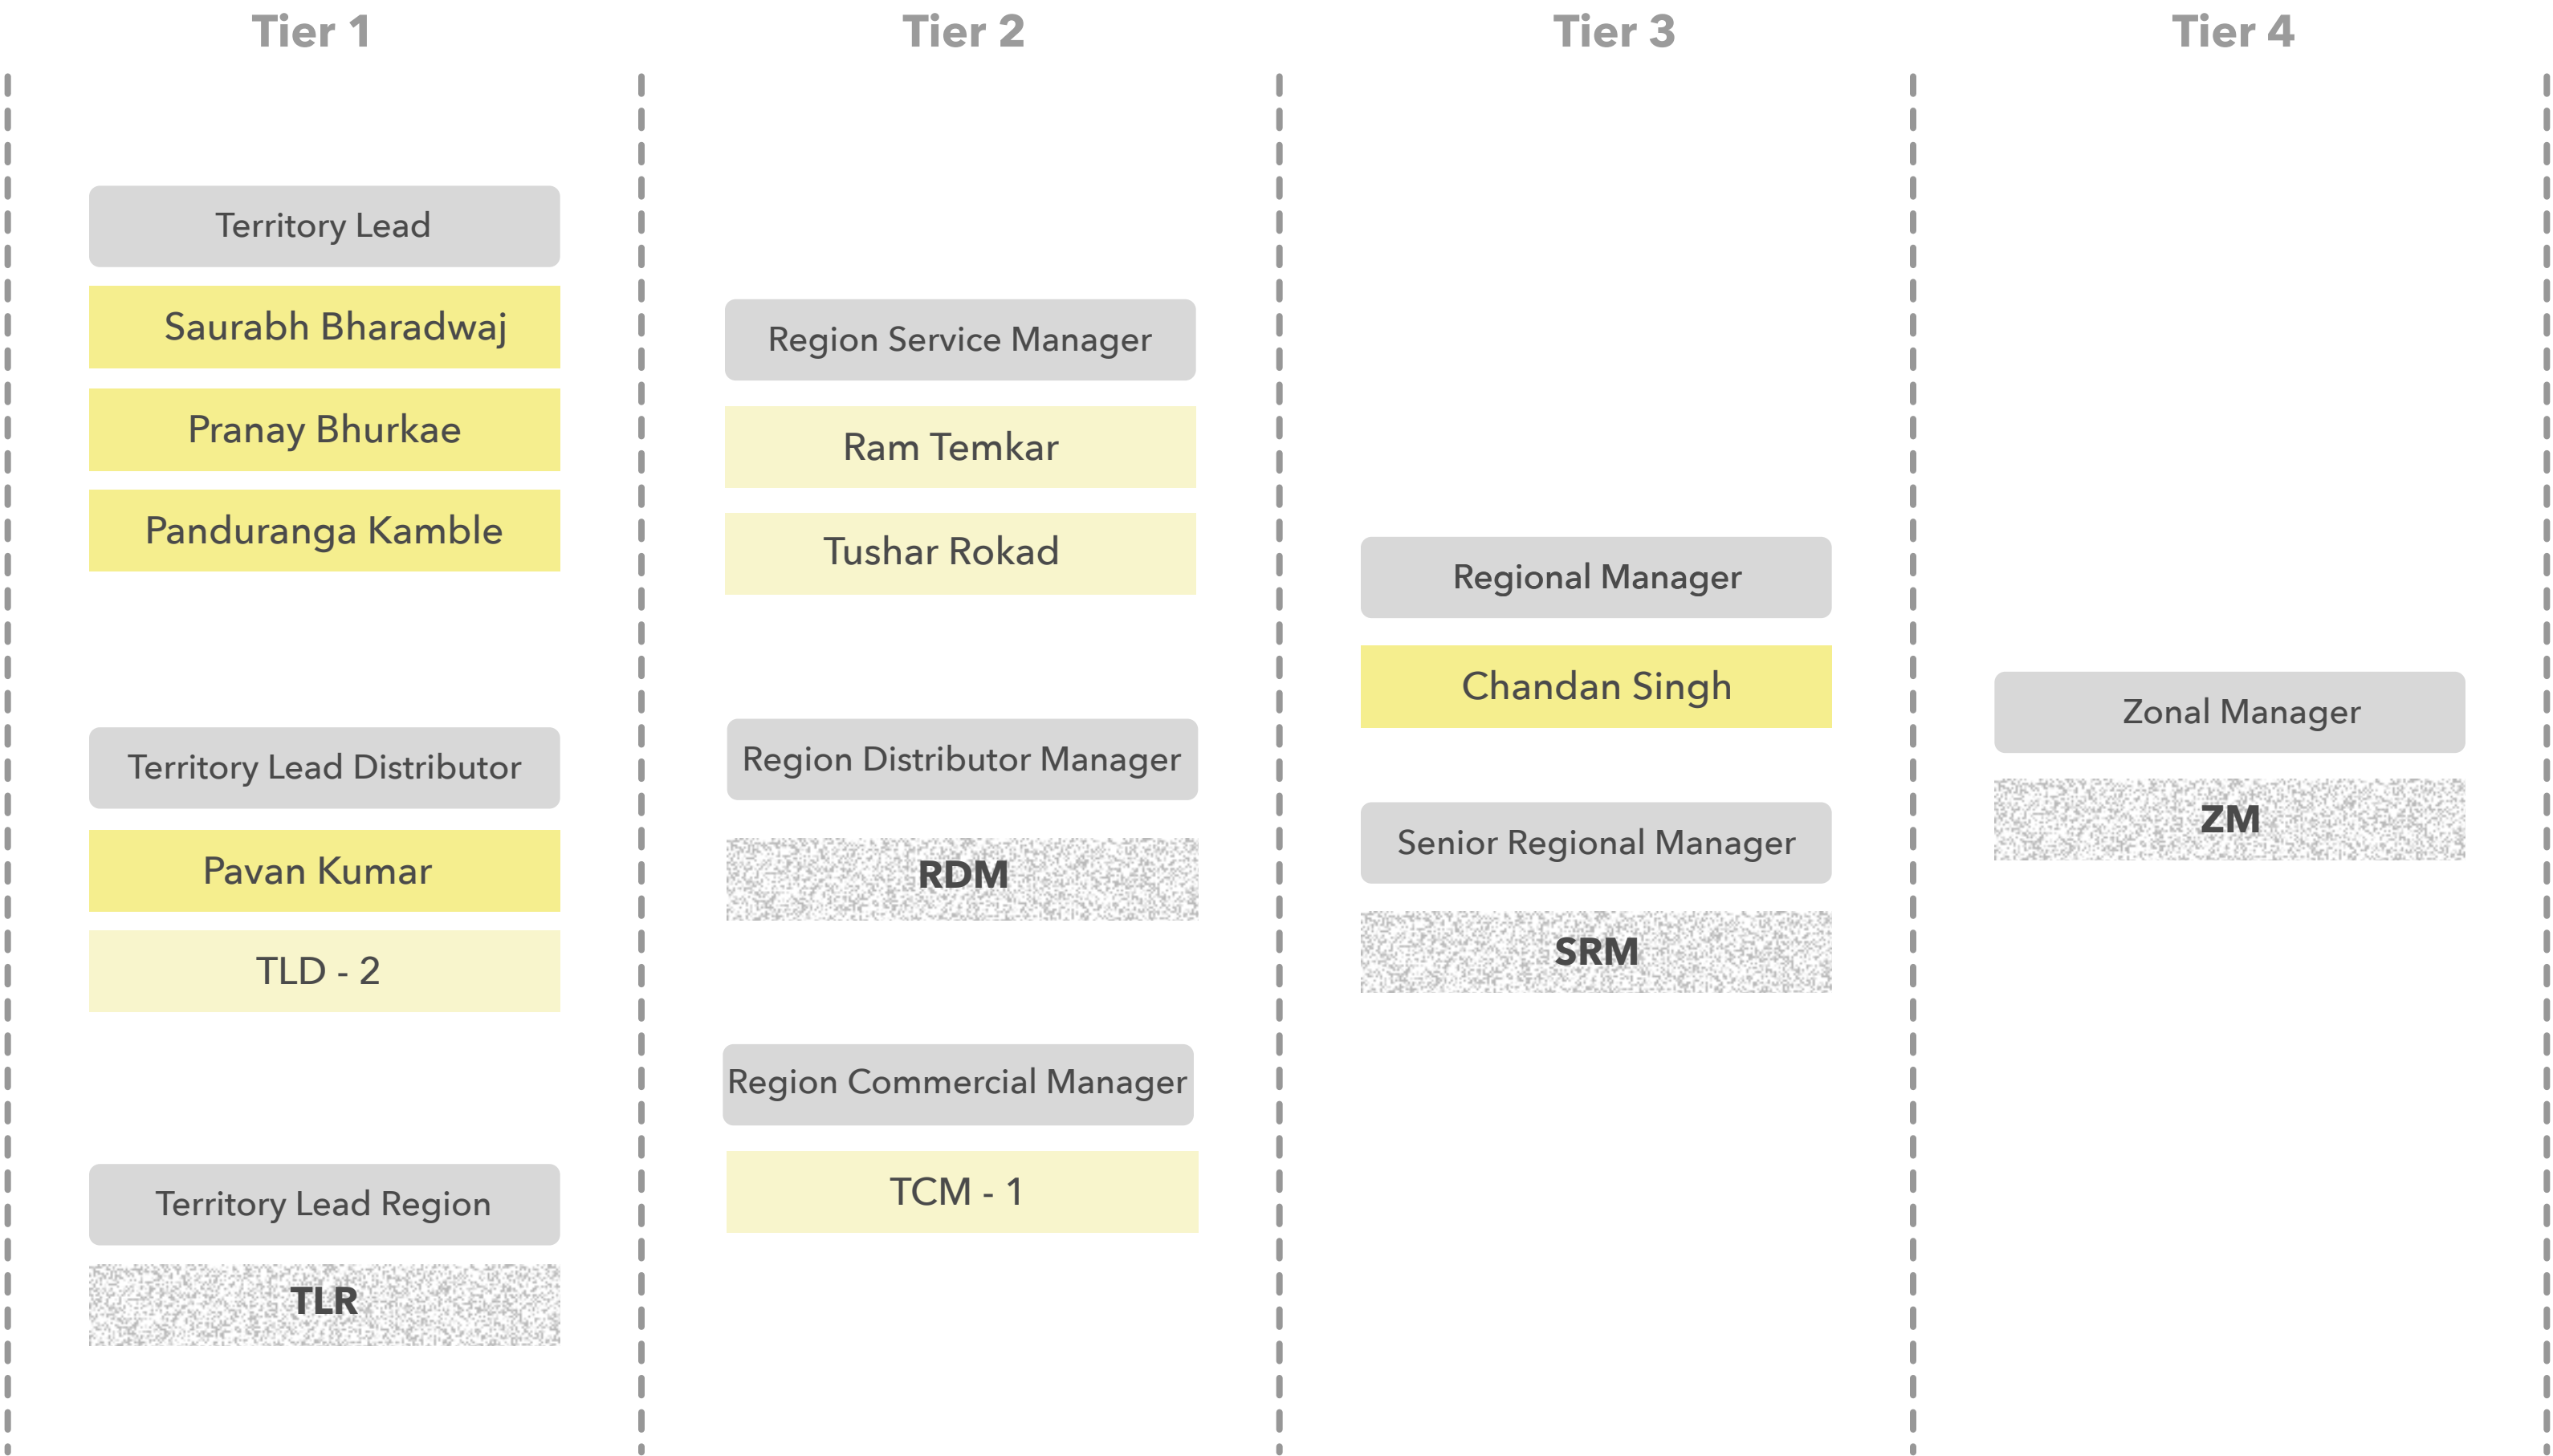 Tier 1
Tier 2
Tier 3
Tier 4
Territory Lead
Saurabh Bharadwaj
Pranay Bhurkae
Panduranga Kamble
Territory Lead Distributor
Pavan Kumar
TLD - 2
Territory Lead Region
TLR
Region Service Manager
Ram Temkar
Tushar Rokad
Region Distributor Manager
RDM
Region Commercial Manager
TCM - 1
Regional Manager
Chandan Singh
Senior Regional Manager
SRM
Zonal Manager
ZM